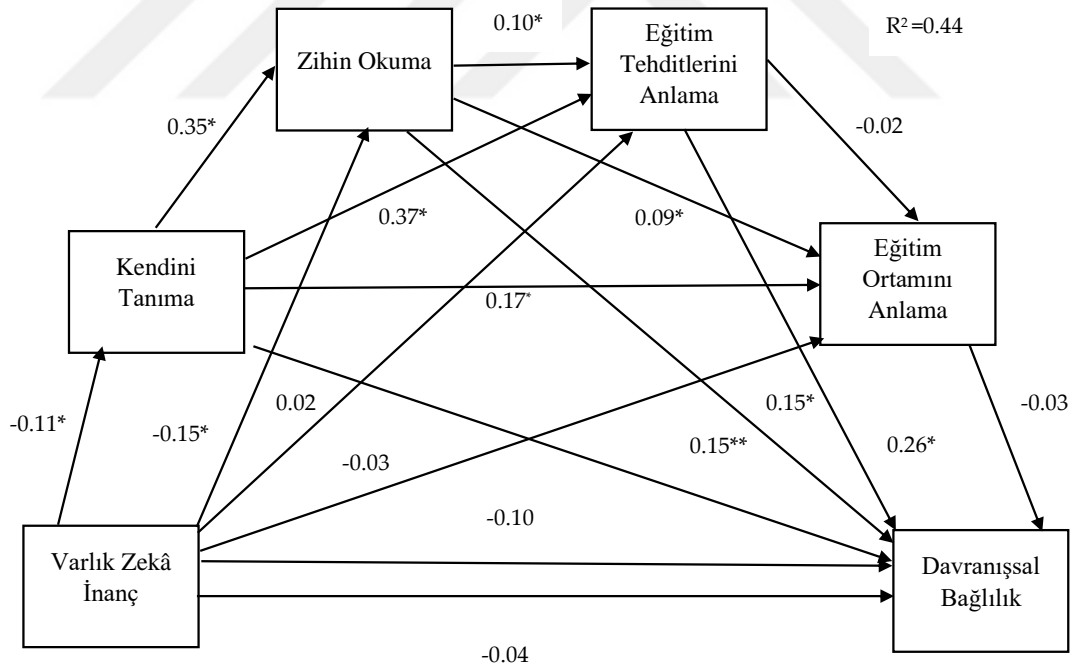 0.10*
R² =0.44
Zihin Okuma
Eğitim
Tehditlerini
Anlama
0.35*
-0.02
0.37*
0.09*
Kendini
Tanıma
Eğitim
Ortamını
Anlama
0.17*
-0.11*
-0.15*
0.02
0.15*
-0.03
-0.03
0.15**
0.26*
-0.10
Varlık Zekâ
İnanç
Davranışsal
Bağlılık
-0.04